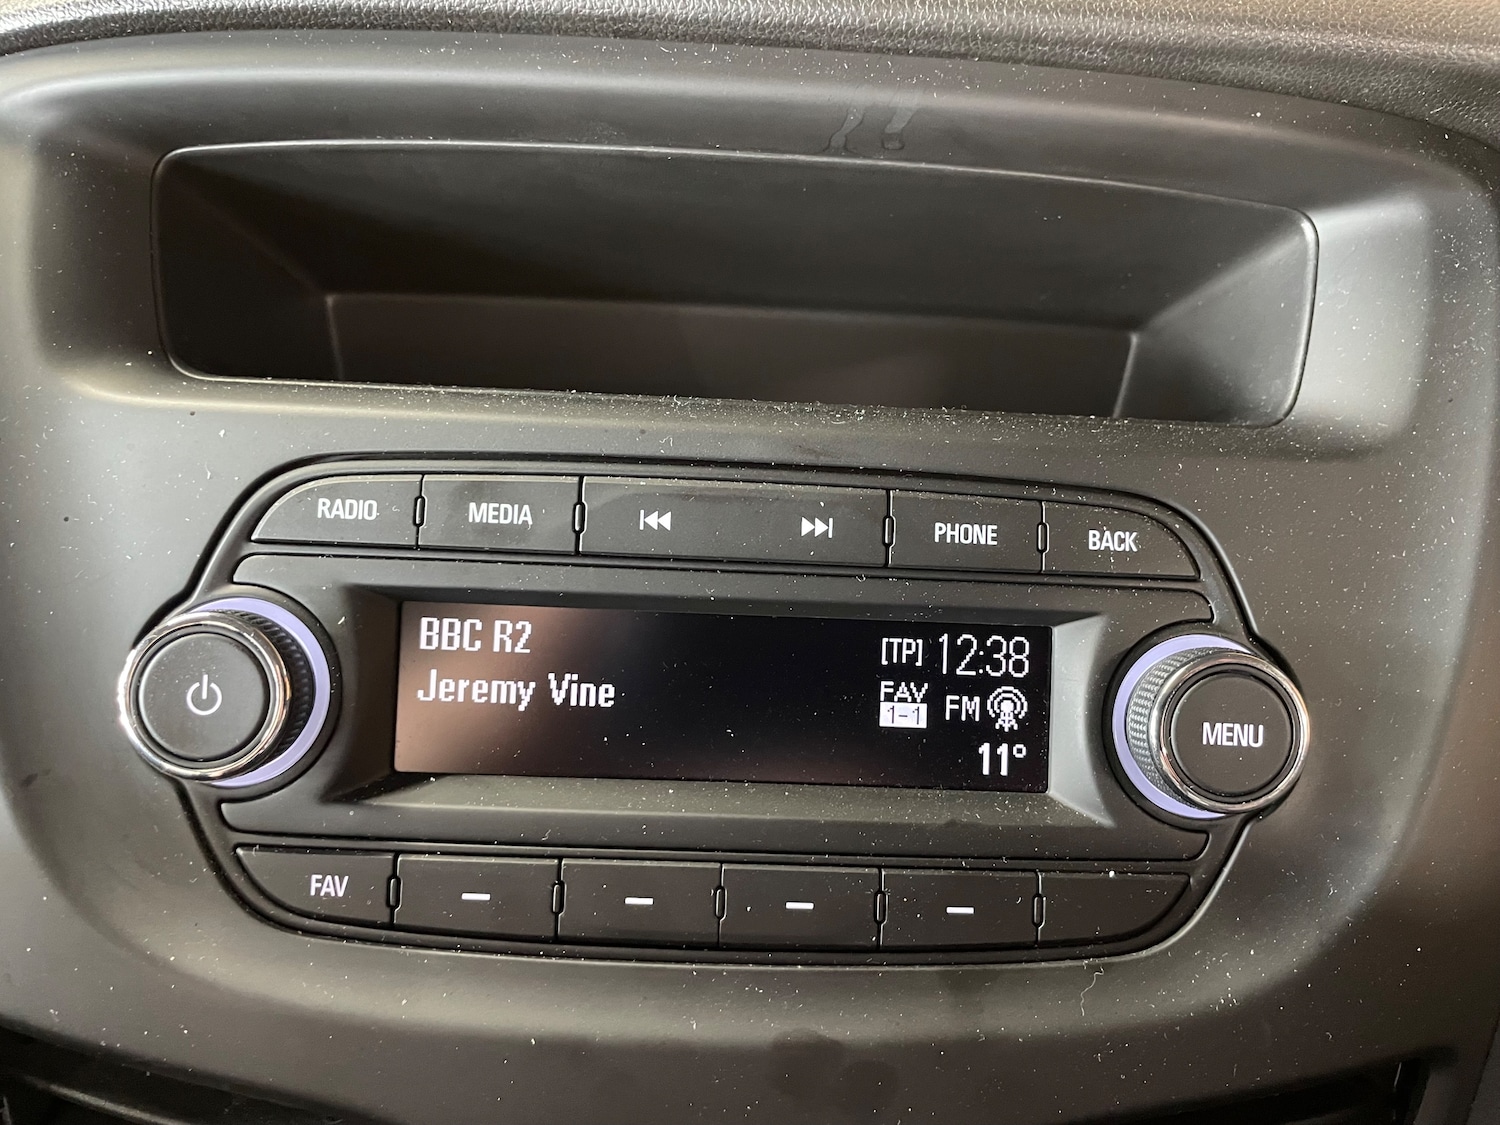 RADIO
MEDIA
PHONE
BACK
BBC R2
[TP] 12:38
Jeremy Vine
FAV
1-1
FM
11°
MENU
FAV